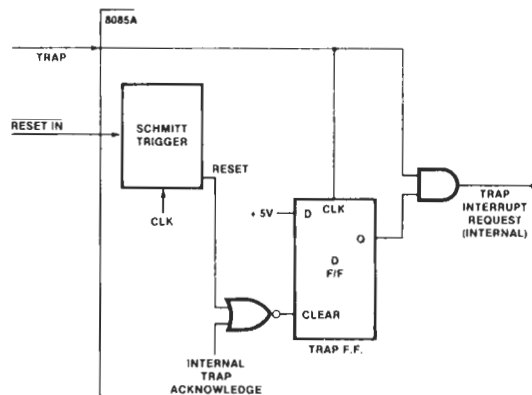 8085A
TRAP
RESET IN
SCHMITT
TRIGGER
RESET
CLK
+ 5V
D
CLK
Q
D
F/F
CLEAR
TRAP F.F.
TRAP
INTERRUPT
REQUEST
(INTERNAL)
INTERNAL
TRAP
ACKNOWLEDGE